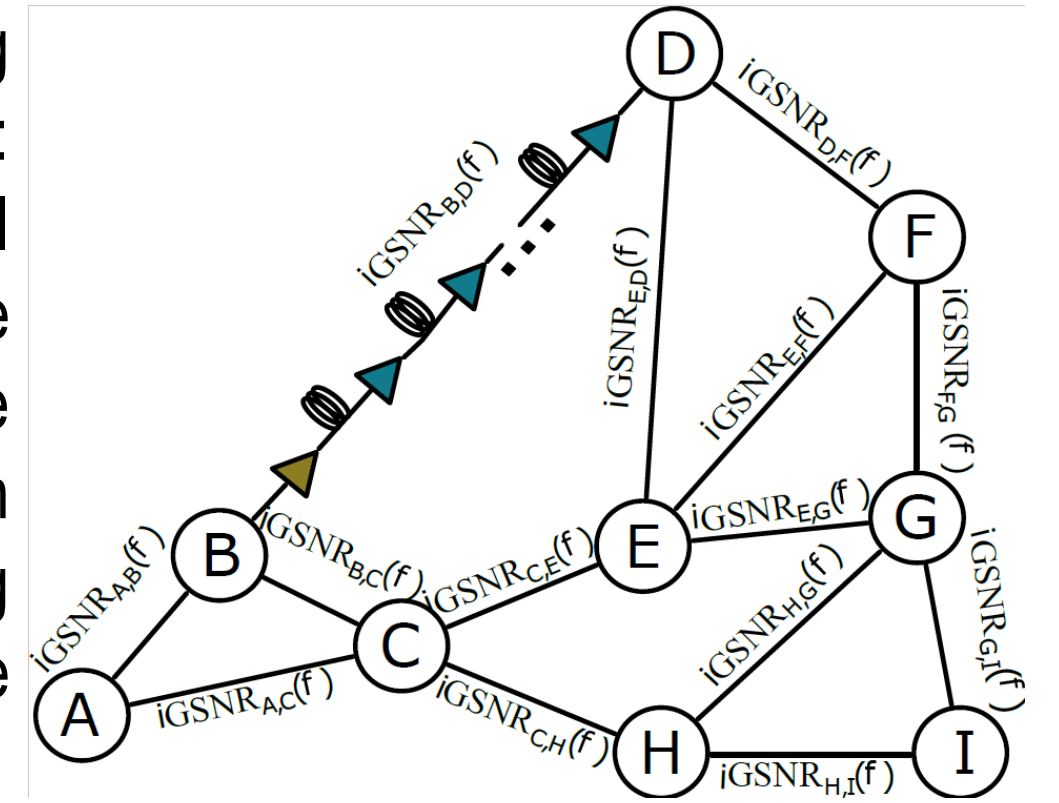 g
D
iGSNR_D,F(f)
iGSNR_B,D(f)
F
iGSNR_E,D(f)
iGSNR_E,F(f)
iGSNR_F,G(f)
e
e
n
iGSNR_A,B(f)
B
iGSNR_B,C(f)
iGSNR_C,E(f)
E
iGSNR_E,G(f)
G
g
C
iGSNR_H,G(f)
iGSNR_G,I(f)
e
A
iGSNR_A,C(f)
iGSNR_C,H(f)
H
iGSNR_H,I(f)
I